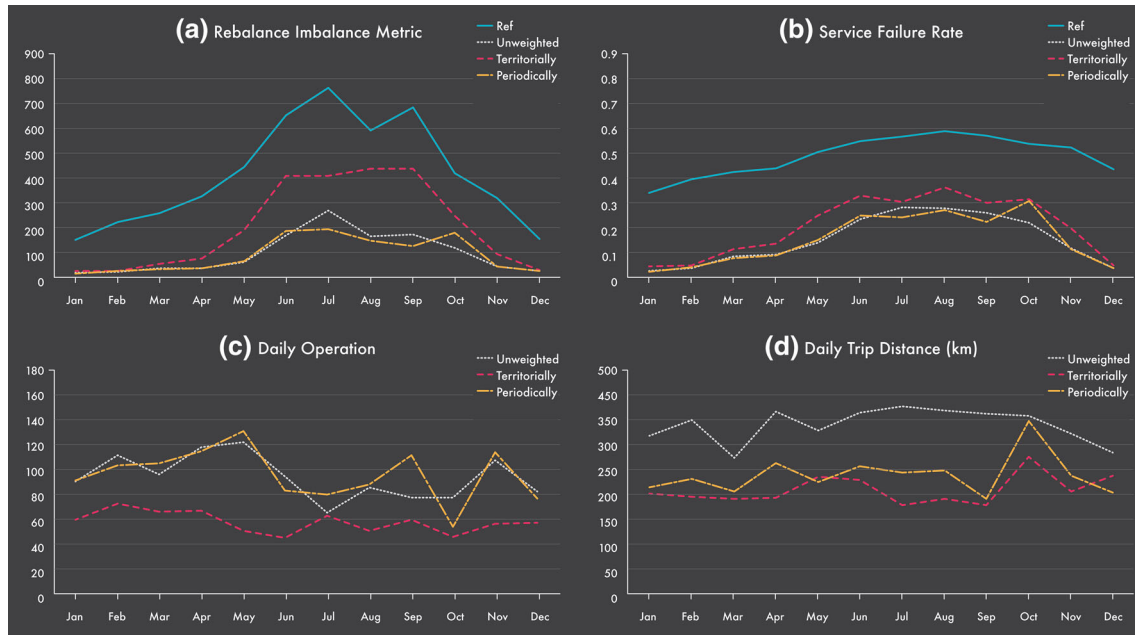 (a) Rebalance Imbalance Metric
Ref
Unweighted
Territorially
Periodically
900
800
700
600
500
400
300
200
100
0
Jan Feb Mar Apr May Jun Jul Aug Sep Oct Nov Dec
(b) Service Failure Rate
Ref
Unweighted
Territorially
Periodically
0.9
0.8
0.7
0.6
0.5
0.4
0.3
0.2
0.1
0
Jan Feb Mar Apr May Jun Jul Aug Sep Oct Nov Dec
(c) Daily Operation
Unweighted
Territorially
Periodically
180
160
140
120
100
80
60
40
20
0
Jan Feb Mar Apr May Jun Jul Aug Sep Oct Nov Dec
(d) Daily Trip Distance (km)
Unweighted
Territorially
Periodically
500
450
350
300
250
200
150
100
50
0
Jan Feb Mar Apr May Jun Jul Aug Sep Oct Nov Dec